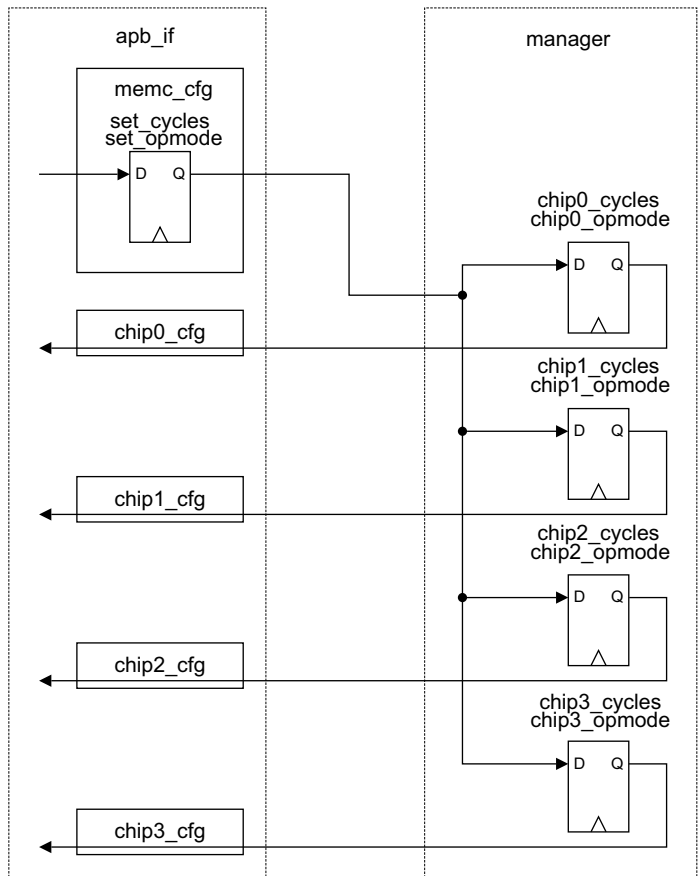 apb_if
manager
memc_cfg
set_cycles
set_opmode
D Q
chip0_cycles
chip0_opmode
D Q
chip0_cfg
chip1_cycles
chip1_opmode
D Q
chip1_cfg
chip2_cycles
chip2_opmode
D Q
chip2_cfg
chip3_cycles
chip3_opmode
D Q
chip3_cfg